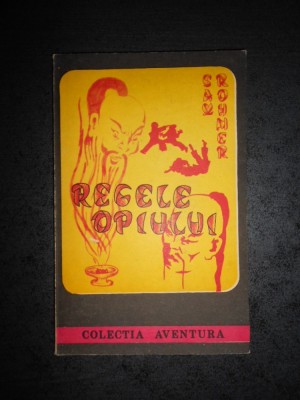 SAX
ROHMER
REGELE
OPIULUI
COLECTIA AVENTURA